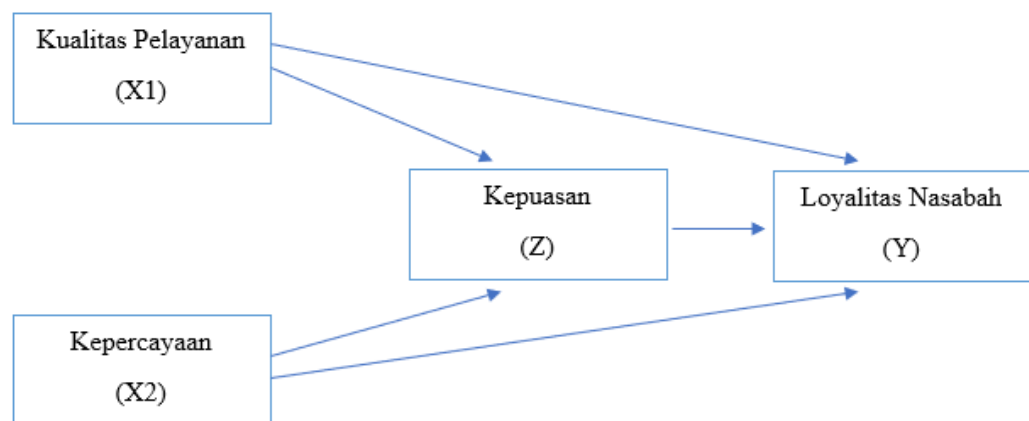 Kualitas Pelayanan
(X1)
Kepuasan
(Z)
Loyalitas Nasabah
(Y)
Kepercayaan
(X2)